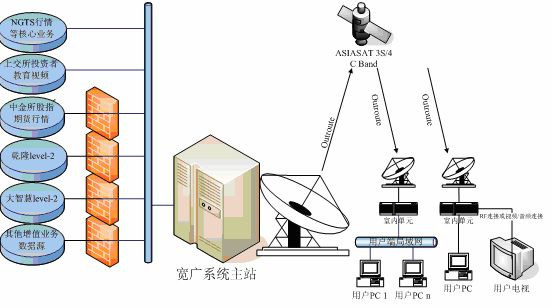 NGTS行情
等核心业务
上交所投资者
教育视频
中金所股指
期货行情
乾隆level-2
大智慧level-2
其他增值业务
数据源
宽广系统主站
ASIASAT 3S/4
C Band
Outroute
Outroute
Outroute
室内单元
室内单元
RF连接或视频/音频连接
用户端局域网
用户PC 1
用户PC n
用户PC
用户电视